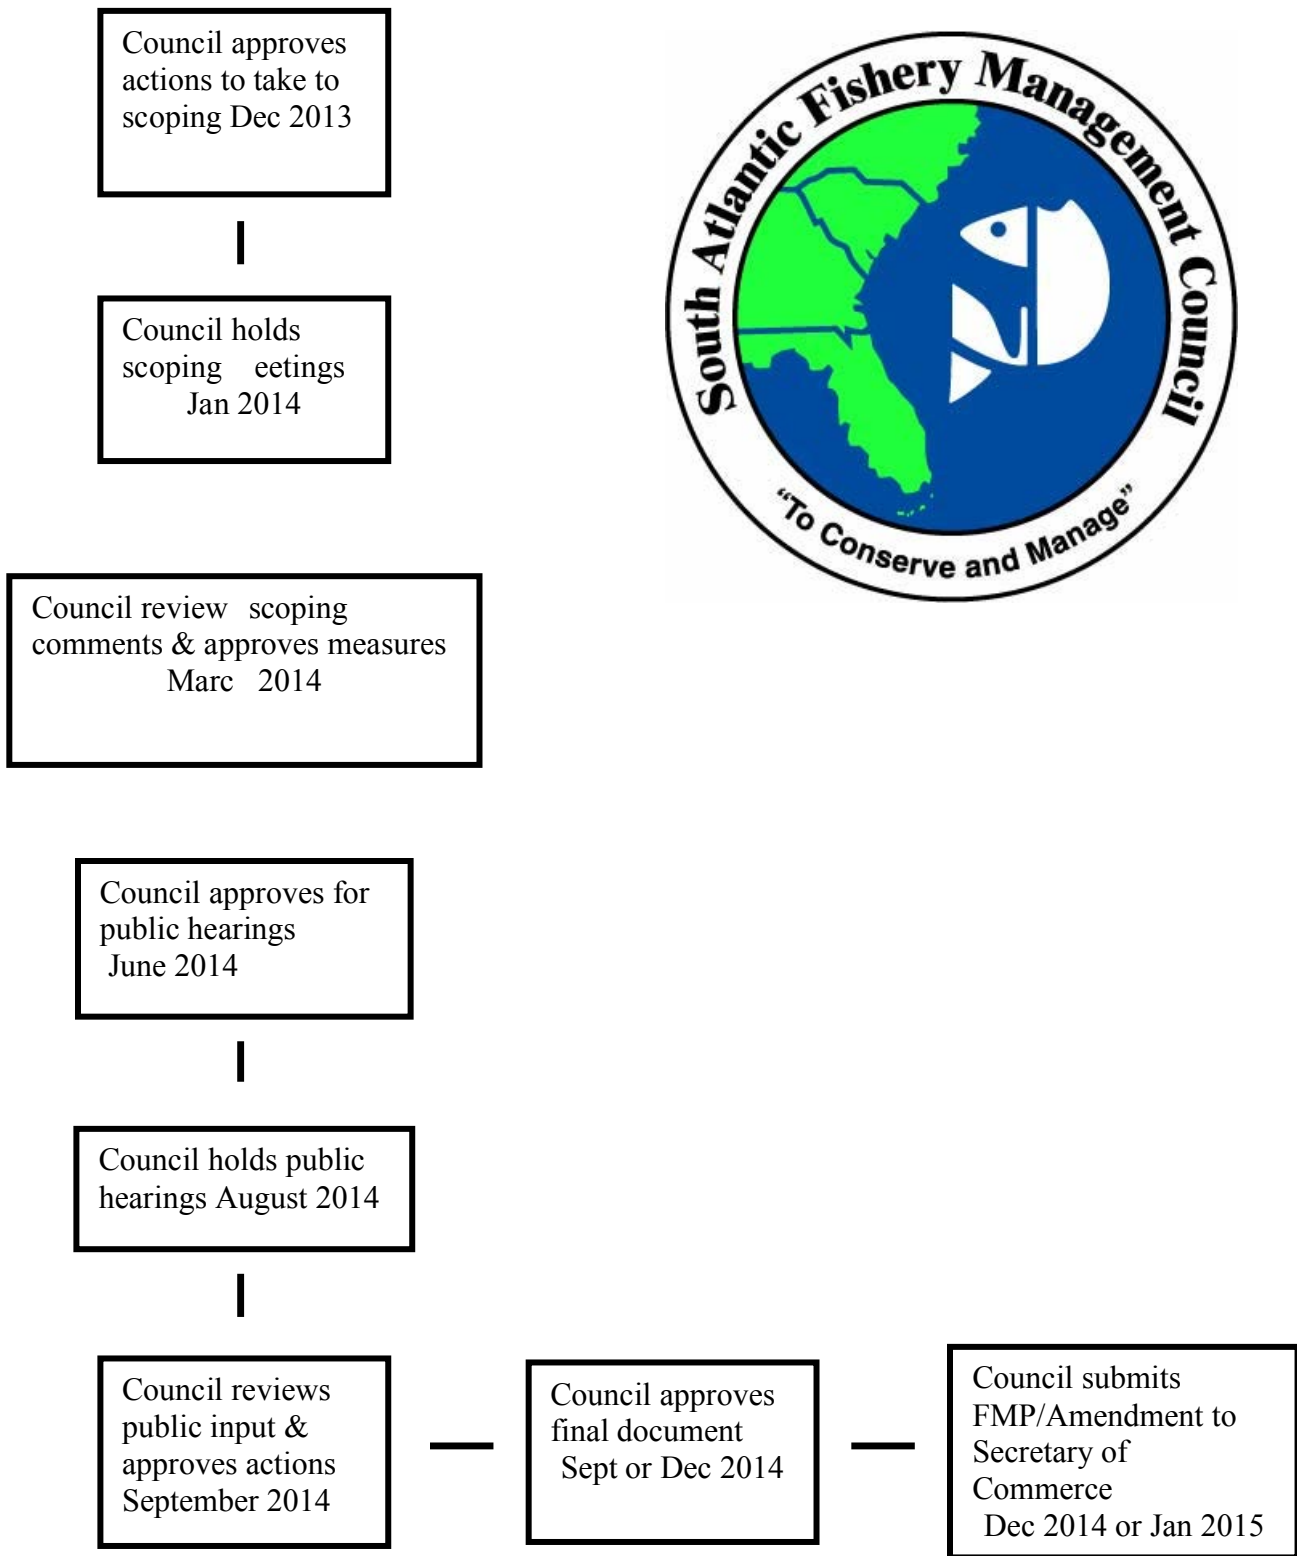 Council approves
actions to take to
scoping Dec 2013
South Atlantic Fishery Management Council
"To Conserve and Manage"
Council holds
scoping eetings
Jan 2014
Council review scoping
comments & approves measures
Marc 2014
Council approves for
public hearings
June 2014
Council holds public
hearings August 2014
Council reviews
public input &
approves actions
September 2014
Council approves
final document
Sept or Dec 2014
Council submits
FMP/Amendment to
Secretary of
Commerce
Dec 2014 or Jan 2015